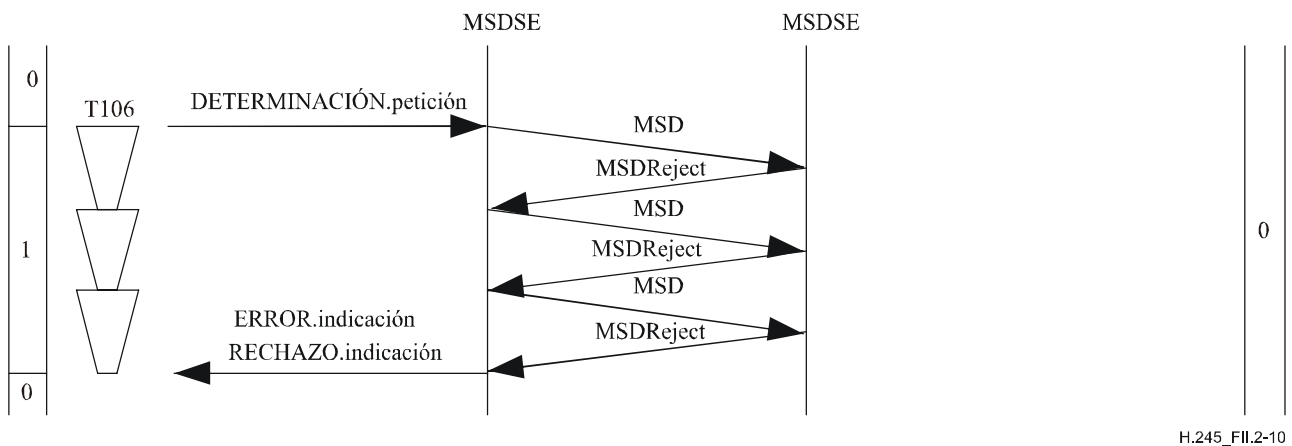 MSDSE
MSDSE
0
T106
DETERMINACIÓN.petición
MSD
MSDReject
MSD
1
MSDReject
0
MSD
ERROR.indicación
MSDReject
RECHAZO.indicación
0
H.245_FII.2-10